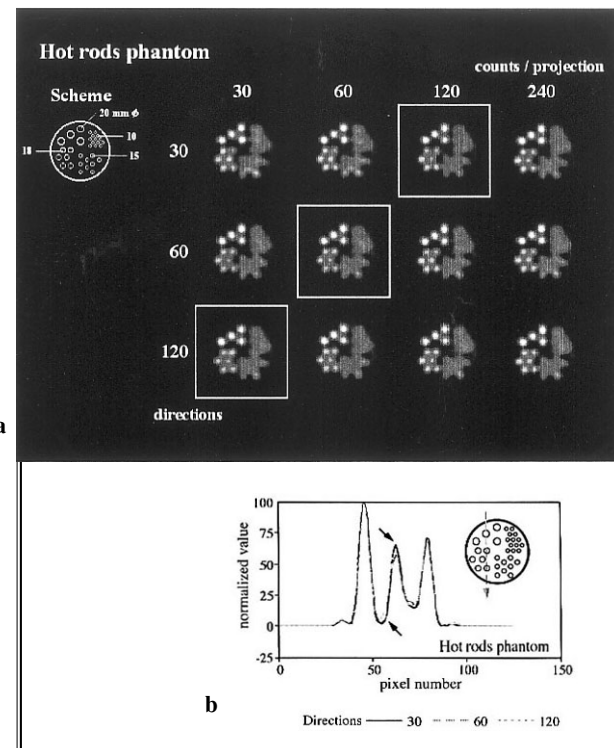 Hot rods phantom
counts / projection
Scheme
30 60 120 240
20 mm Φ
10
18
15
30
60
120
directions
a
100
75
50
25
0
-25
normalized value
Hot rods phantom
0 50 100 150
pixel number
b
Directions 30 60 120